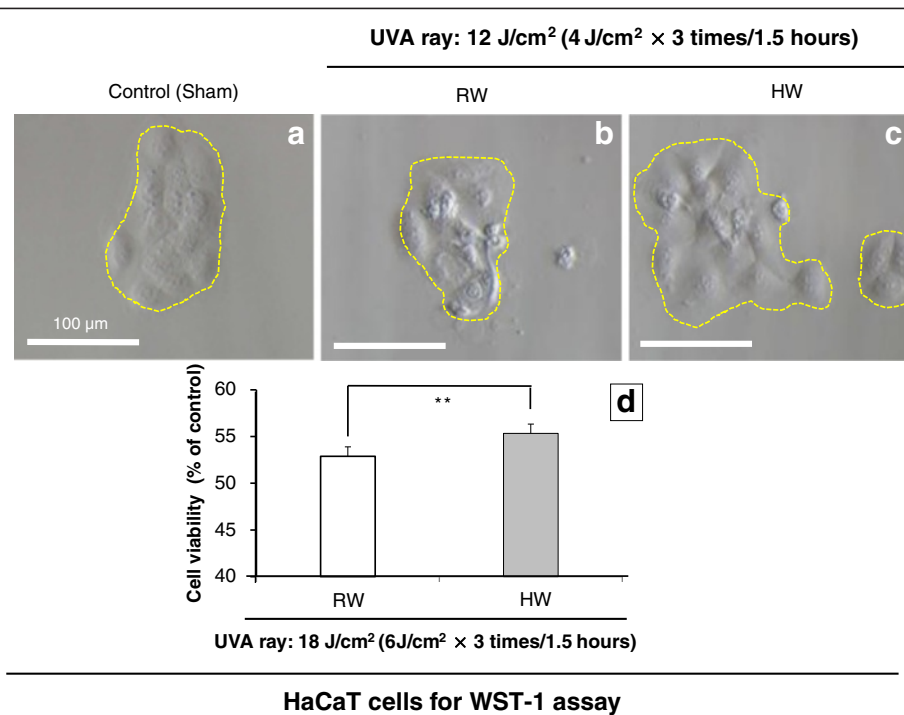 UVA ray: 12 J/cm² (4 J/cm² × 3 times/1.5 hours)
Control (Sham)
RW
HW
a
b
c
100 µm
d
**
Cell viability (% of control)
60
55
50
45
40
RW
HW
UVA ray: 18 J/cm² (6J/cm² × 3 times/1.5 hours)
HaCaT cells for WST-1 assay